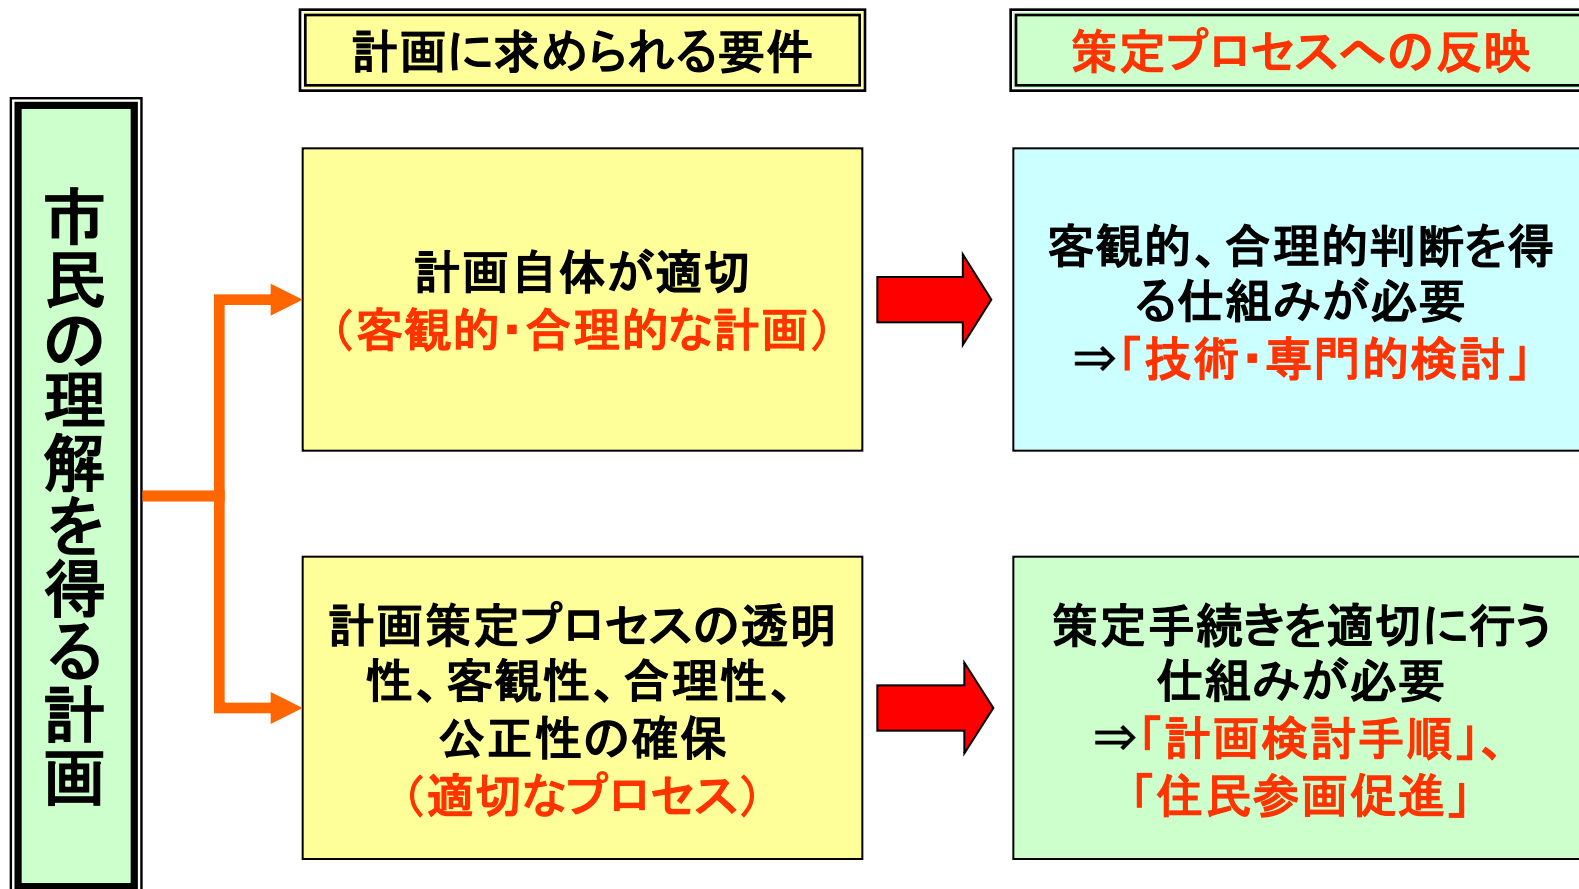 計画に求められる要件
策定プロセスへの反映
市民の理解を得る計画
計画自体が適切
（客観的・合理的な計画）
客観的、合理的判断を得
る仕組みが必要
⇒「技術・専門的検討」
計画策定プロセスの透明
性、客観性、合理性、
公正性の確保
（適切なプロセス）
策定手続きを適切に行う
仕組みが必要
⇒「計画検討手順」、
「住民参画促進」